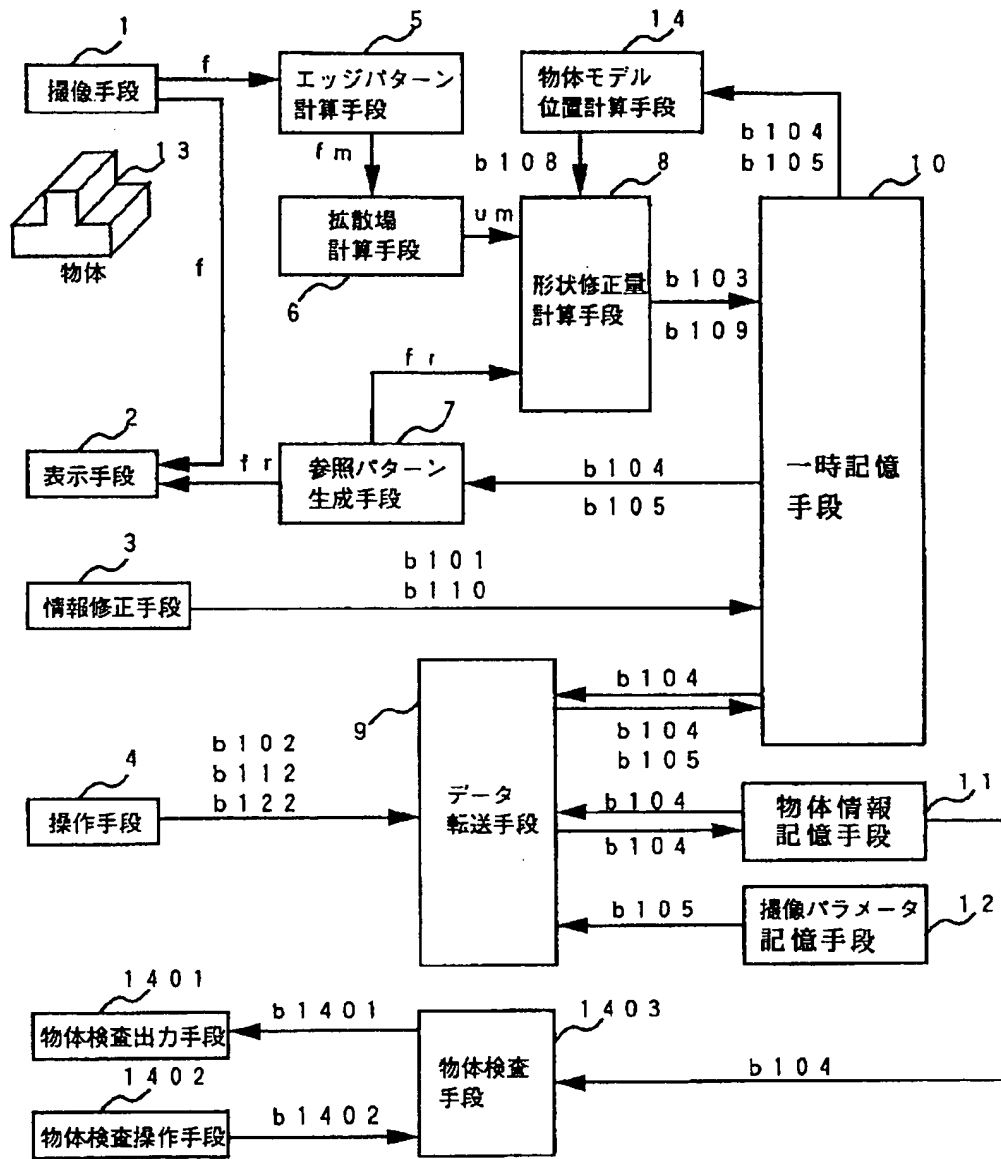 1
撮像手段
f
5
エッジパターン
計算手段
14
物体モデル
位置計算手段
b104
b105
fm
b108
8
10
13
物体
f
拡散場
計算手段
6
um
形状修正量
計算手段
b103
b109
fr
2
表示手段
fr
7
参照パターン
生成手段
b104
b105
一時記憶
手段
3
情報修正手段
b101
b110
9
b104
b104
b105
4
操作手段
b102
b112
b122
データ
転送手段
b104
b104
物体情報
記憶手段
11
b105
撮像パラメータ
記憶手段
12
1401
物体検査出力手段
b1401
1403
物体検査
手段
b104
1402
物体検査操作手段
b1402